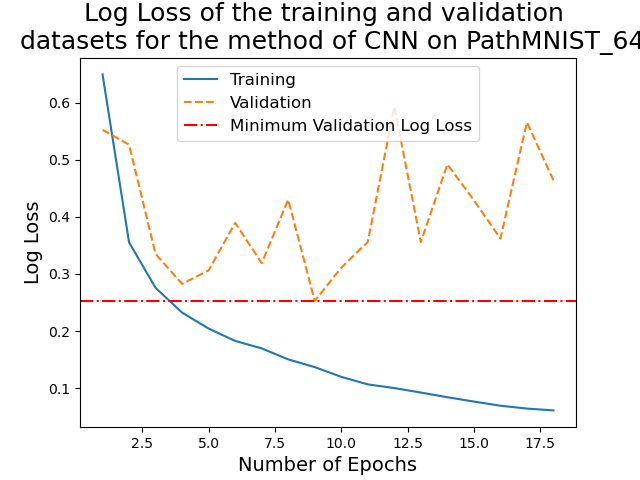 Log Loss of the training and validation
datasets for the method of CNN on PathMNIST_64
Training
Validation
Minimum Validation Log Loss
Log Loss
0.6
0.5
0.4
0.3
0.2
0.1
2.5 5.0 7.5 10.0 12.5 15.0 17.5
Number of Epochs